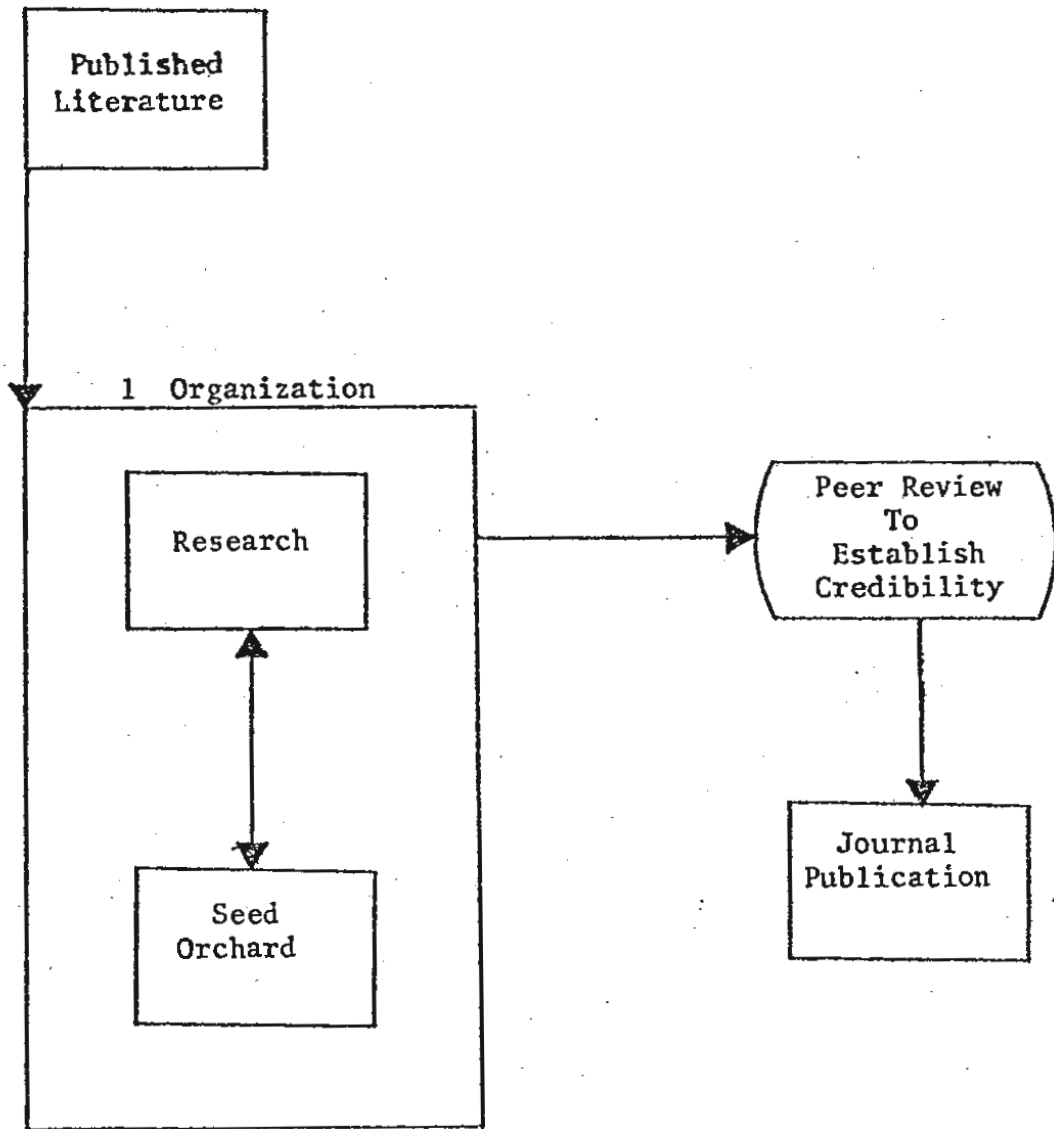 Published
Literature
1 Organization
Research
Seed
Orchard
Peer Review
To
Establish
Credibility
Journal
Publication